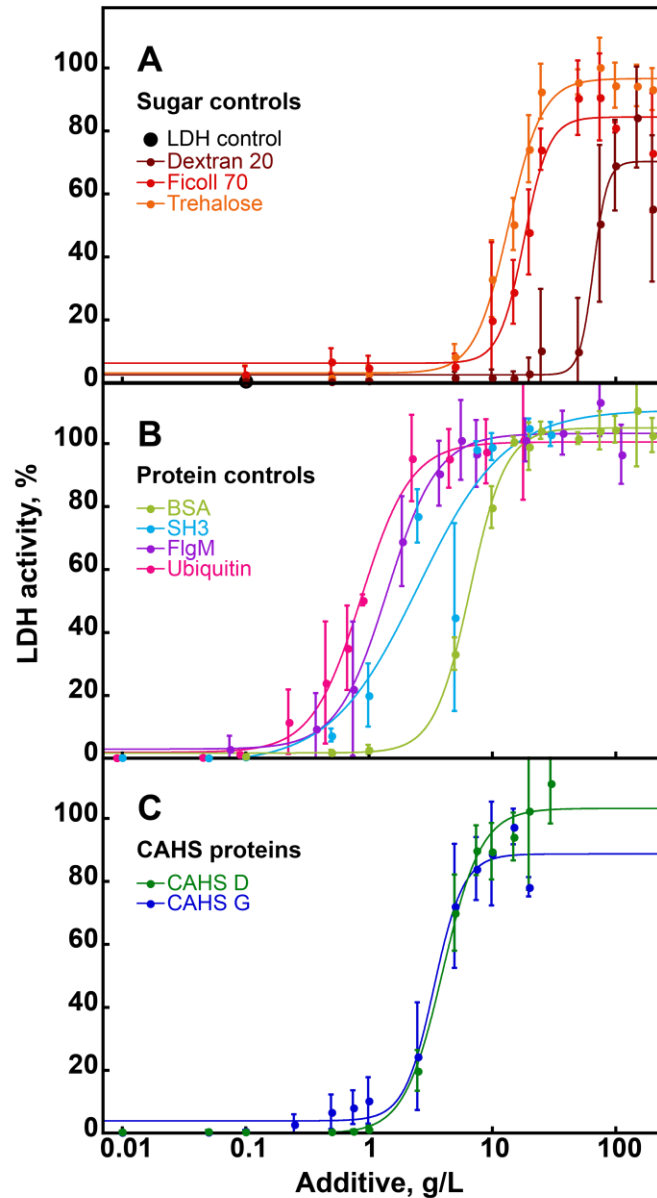 A
Sugar controls
LDH control
Dextran 20
Ficoll 70
Trehalose
100
80
60
40
20
0
B
Protein controls
BSA
SH3
FlgM
Ubiquitin
100
80
60
40
20
0
LDH activity, %
C
CAHS proteins
CAHS D
CAHS G
100
80
60
40
20
0
0.01 0.1 1 10 100
Additive, g/L